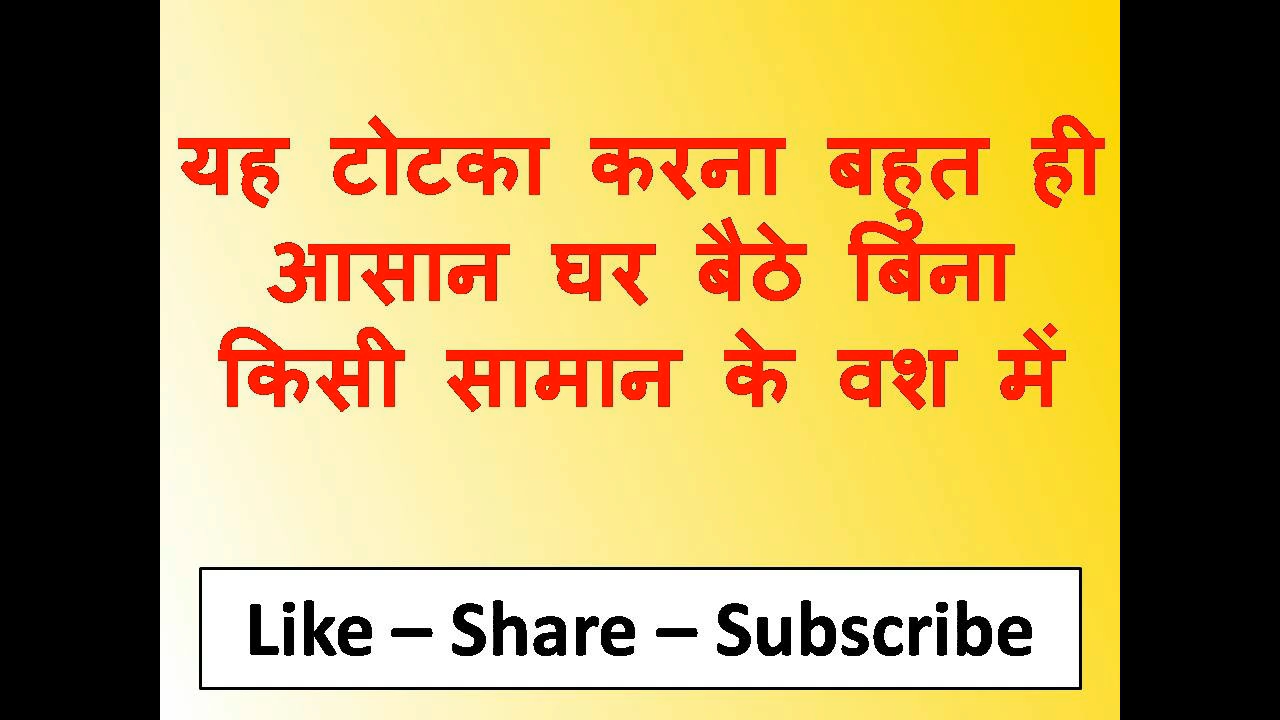 यह टोटका करना बहुत ही
आसान घर बैठे बिना
किसी सामान के वश में
Like – Share – Subscribe